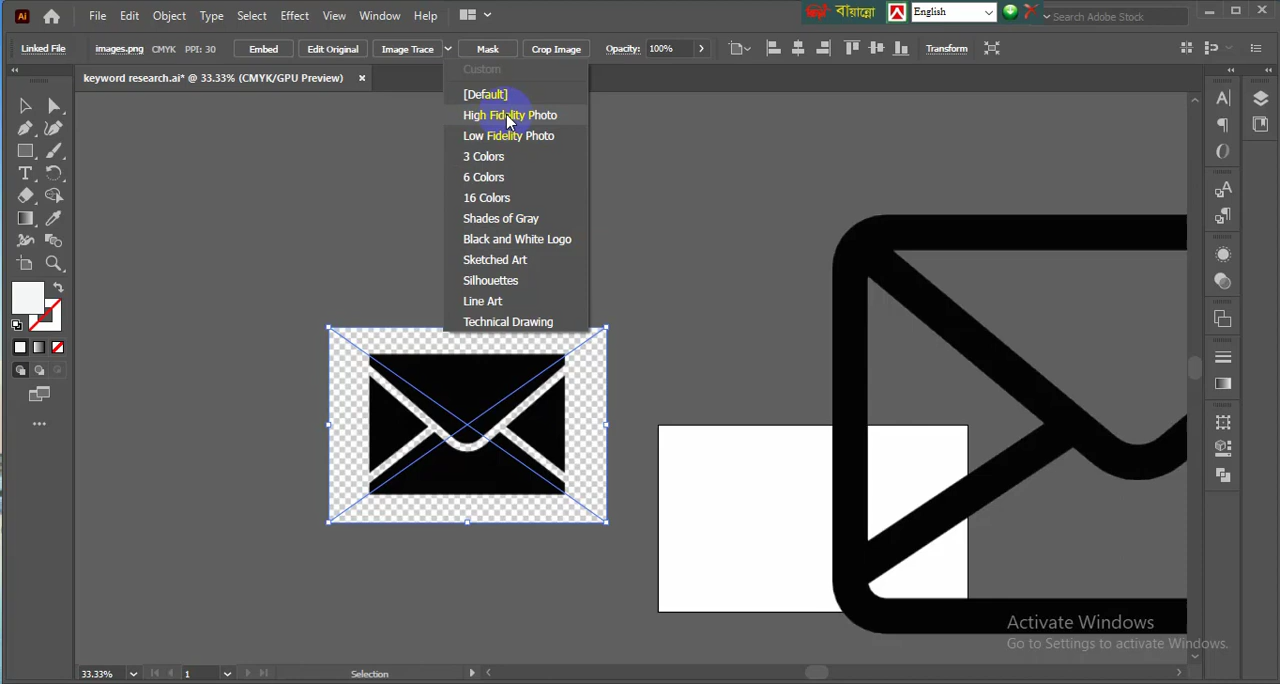 Ai File Edit Object Type Select Effect View Window Help বাঁয়ান্নো English Search Adobe Stock
Linked File images.png CMYK PPI: 30 Embed Edit Original Image Trace Mask Crop Image Opacity: 100% Transform
keyword research.ai* @ 33.33% (CMYK/GPU Preview) ×
Custom
[Default]
High Fidelity Photo
Low Fidelity Photo
3 Colors
6 Colors
16 Colors
Shades of Gray
Black and White Logo
Sketched Art
Silhouettes
Line Art
Technical Drawing
Activate Windows
Go to Settings to activate Windows.
33.33% 1 Selection